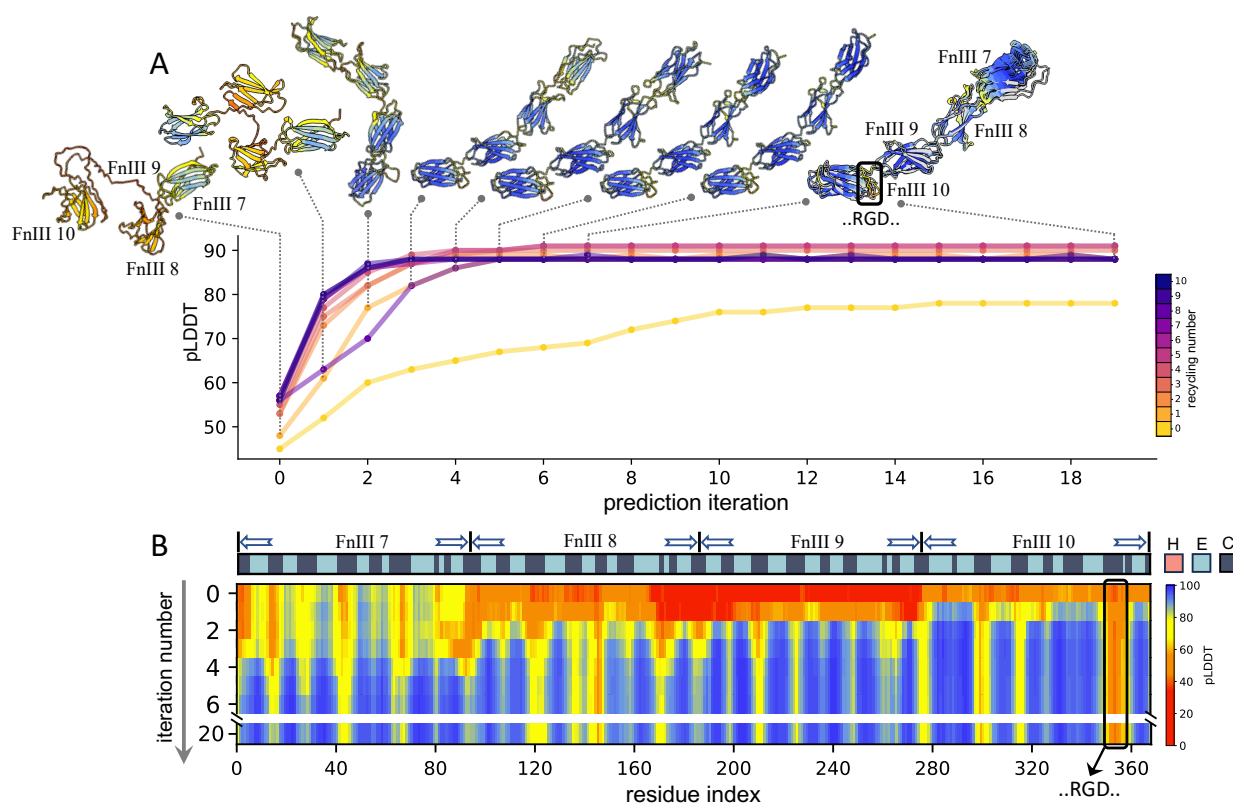 A
FnIII 7
FnIII 9
FnIII 8
FnIII 10
..RGD..
FnIII 9
FnIII 7
FnIII 10
FnIII 8
pLDDT
90
80
70
60
50
0 2 4 6 8 10 12 14 16 18
prediction iteration
10
9
8
7
6
5
4
3
2
1
0
recycling number
B
FnIII 7 FnIII 8 FnIII 9 FnIII 10
H E C
iteration number
0
2
4
6
20
0 40 80 120 160 200 240 280 320 360
residue index
..RGD..
100
80
60
40
20
0
pLDDT